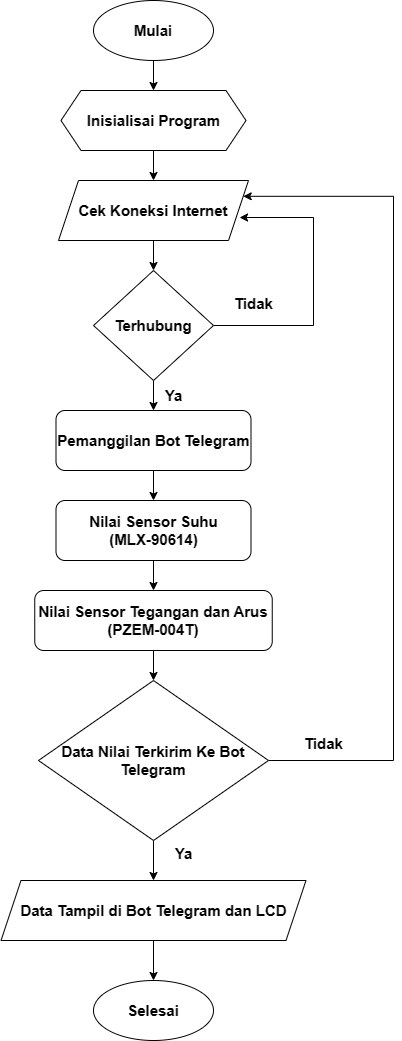 Mulai
Inisialisai Program
Cek Koneksi Internet
Tidak
Terhubung
Ya
Pemanggilan Bot Telegram
Nilai Sensor Suhu
(MLX-90614)
Nilai Sensor Tegangan dan Arus
(PZEM-004T)
Tidak
Data Nilai Terkirim Ke Bot
Telegram
Ya
Data Tampil di Bot Telegram dan LCD
Selesai